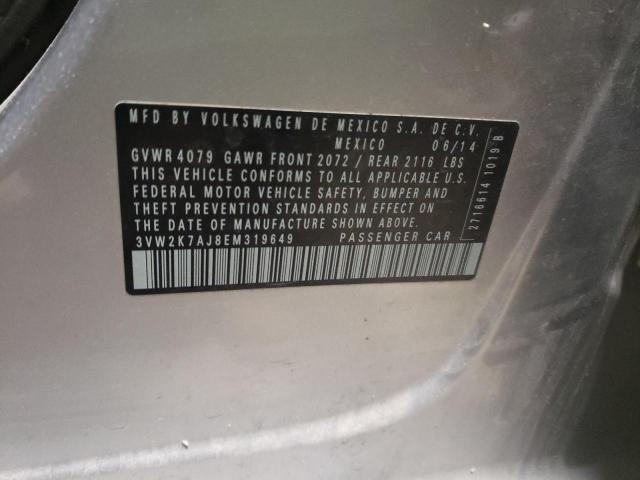 MFD BY VOLKSWAGEN DE MEXICO S.A. DE C.V.
MEXICO 06/14
GVWR 4079 GAWR FRONT 2072 / REAR 2116 LBS
THIS VEHICLE CONFORMS TO ALL APPLICABLE U.S.
FEDERAL MOTOR VEHICLE SAFETY, BUMPER AND
THEFT PREVENTION STANDARDS IN EFFECT ON
THE DATE OF MANUFACTURE SHOWN ABOVE.
3VW2K7AJ8EM319649 PASSENGER CAR
2716614 1019 B